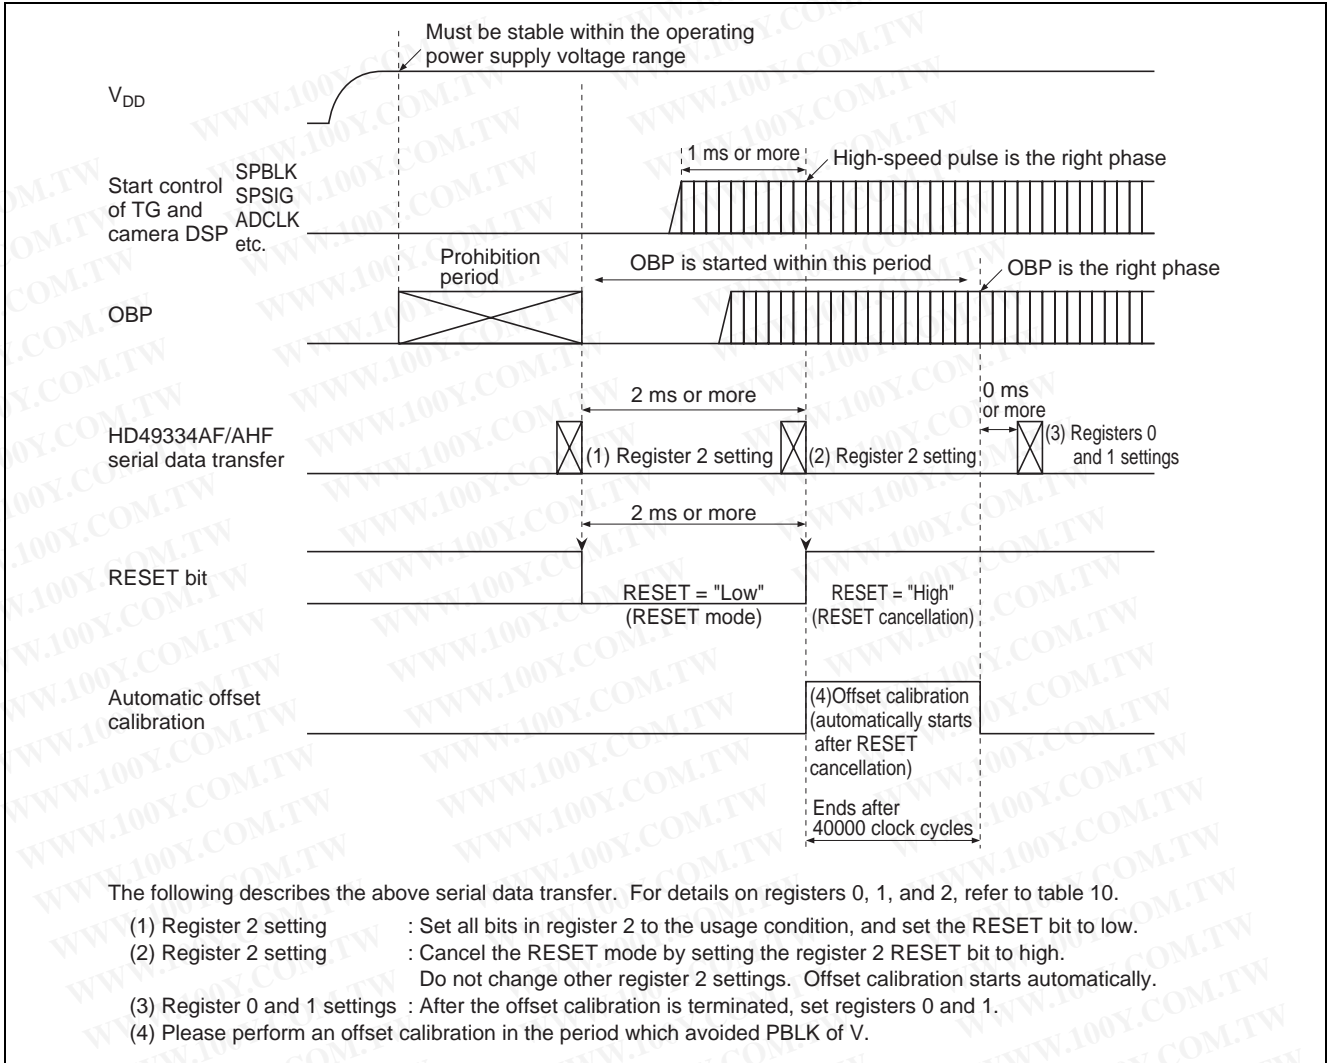 Must be stable within the operating
power supply voltage range
VDD
1 ms or more
High-speed pulse is the right phase
Start control
of TG and
camera DSP
SPBLK
SPSIG
ADCLK
etc.
Prohibition
period
OBP is started within this period
OBP is the right phase
OBP
2 ms or more
0 ms
or more
HD49334AF/AHF
serial data transfer
(1) Register 2 setting
(2) Register 2 setting
(3) Registers 0
and 1 settings
2 ms or more
RESET bit
RESET = "Low"
(RESET mode)
RESET = "High"
(RESET cancellation)
Automatic offset
calibration
(4)Offset calibration
(automatically starts
after RESET
cancellation)
Ends after
40000 clock cycles
The following describes the above serial data transfer. For details on registers 0, 1, and 2, refer to table 10.
(1) Register 2 setting : Set all bits in register 2 to the usage condition, and set the RESET bit to low.
(2) Register 2 setting : Cancel the RESET mode by setting the register 2 RESET bit to high.
Do not change other register 2 settings. Offset calibration starts automatically.
(3) Register 0 and 1 settings : After the offset calibration is terminated, set registers 0 and 1.
(4) Please perform an offset calibration in the period which avoided PBLK of V.
WWW.100Y.COM.TW